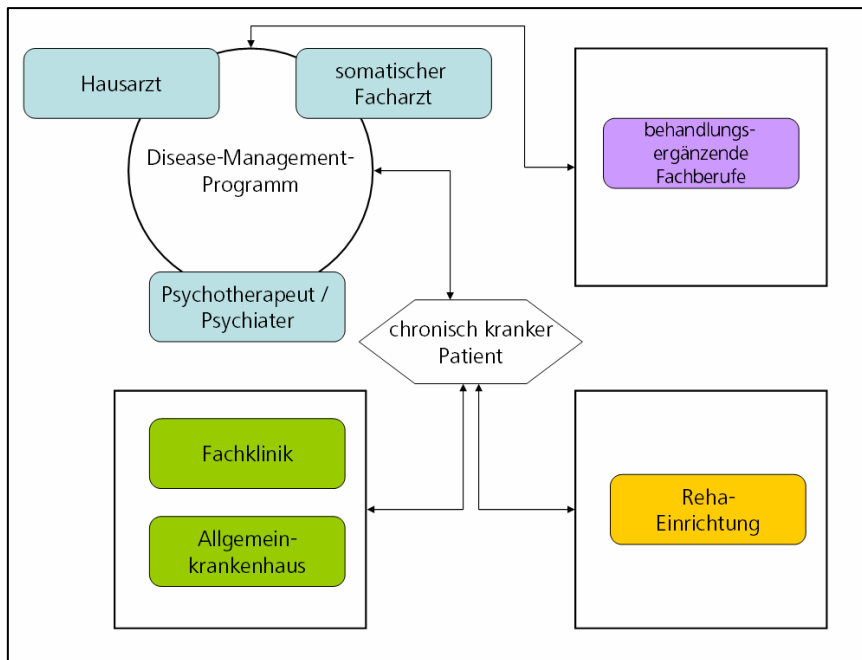 Hausarzt
somatischer
Facharzt
Disease-Management-
Programm
Psychotherapeut /
Psychiater
behandlungs-
ergänzende
Fachberufe
chronisch kranker
Patient
Fachklinik
Allgemein-
krankenhaus
Reha-
Einrichtung